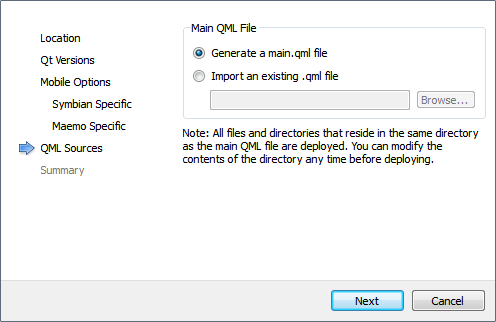 Location
Qt Versions
Mobile Options
Symbian Specific
Maemo Specific
QML Sources
Summary
Main QML File
Generate a main.qml file
Import an existing .qml file
Browse...
Note: All files and directories that reside in the same directory
as the main QML file are deployed. You can modify the
contents of the directory any time before deploying.
Next
Cancel